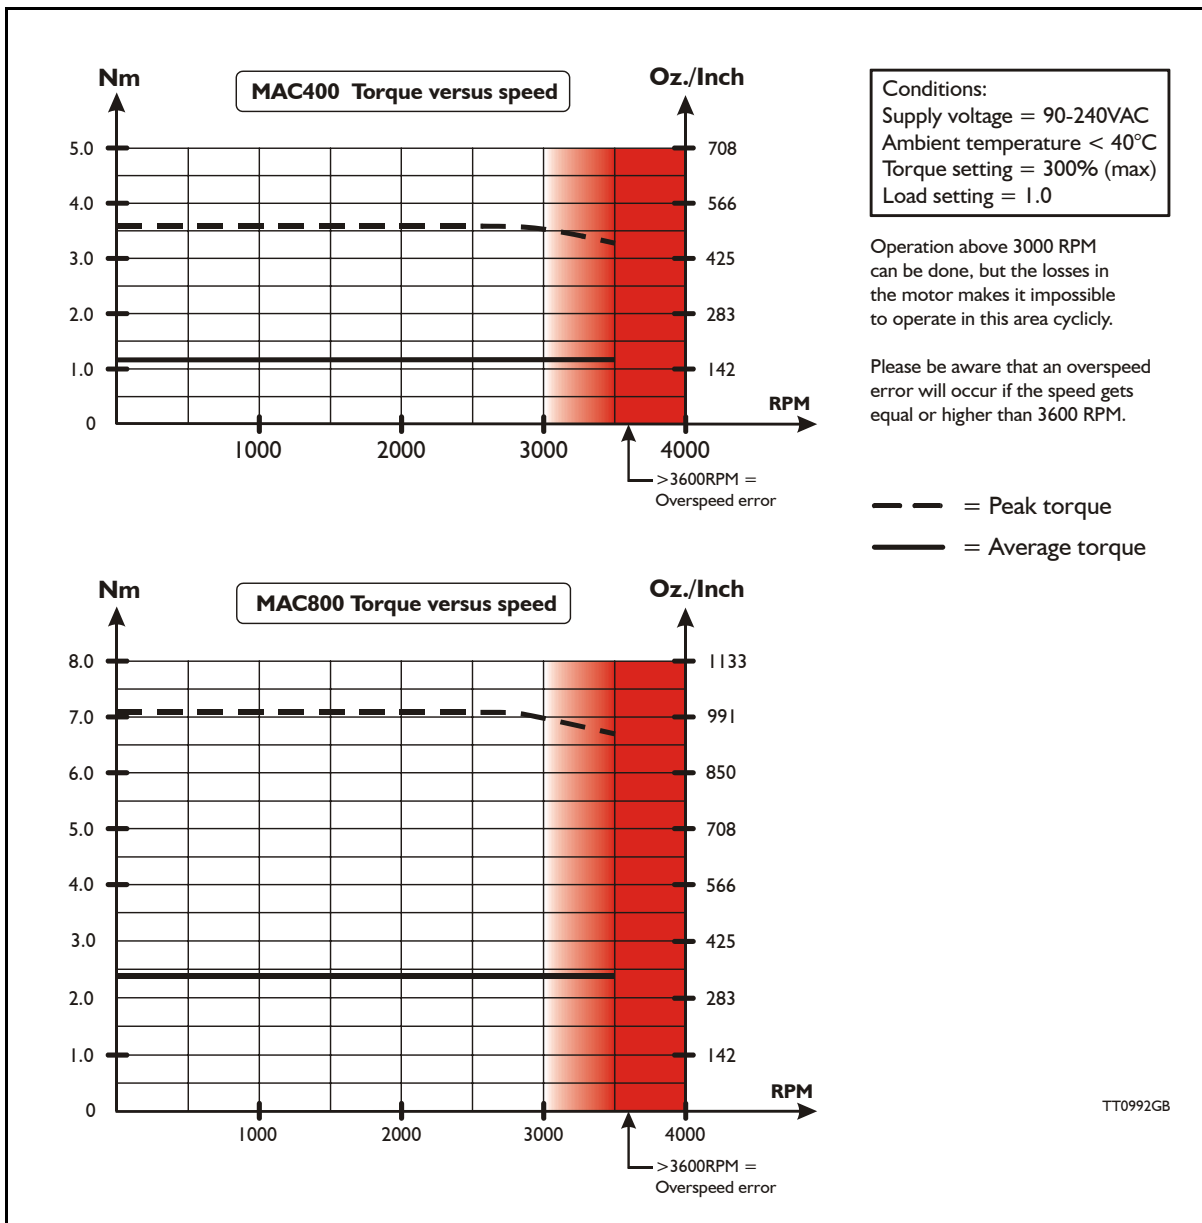 Nm
MAC400 Torque versus speed
Oz./Inch
5.0
4.0
3.0
2.0
1.0
0
708
566
425
283
142
RPM
1000
2000
3000
4000
>3600RPM =
Overspeed error
Conditions:
Supply voltage = 90-240VAC
Ambient temperature < 40°C
Torque setting = 300% (max)
Load setting = 1.0
Operation above 3000 RPM
can be done, but the losses in
the motor makes it impossible
to operate in this area cyclicly.
Please be aware that an overspeed
error will occur if the speed gets
equal or higher than 3600 RPM.
= Peak torque
= Average torque
Nm
MAC800 Torque versus speed
Oz./Inch
8.0
7.0
6.0
5.0
4.0
3.0
2.0
1.0
0
1133
991
850
708
566
425
283
142
RPM
1000
2000
3000
4000
>3600RPM =
Overspeed error
TT0992GB